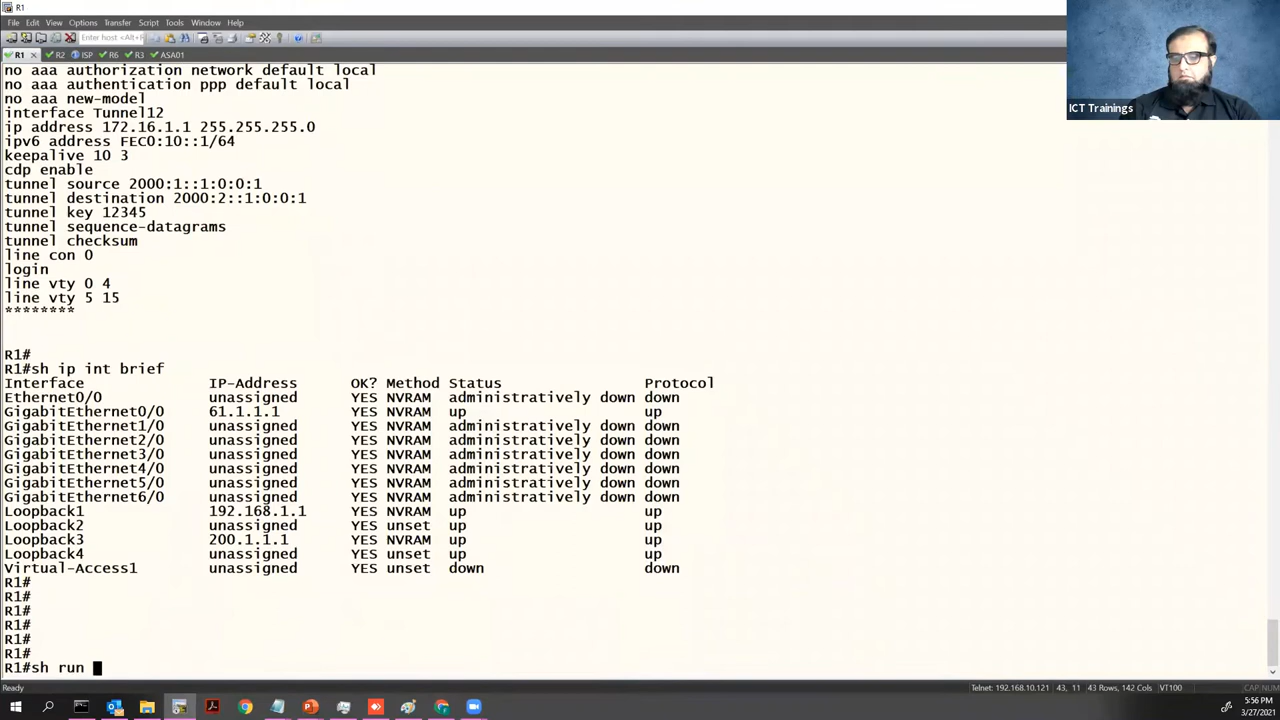 R1
File Edit View Options Transfer Script Tools Window Help
Enter host <Alt+R
R1 R2 ISP R6 R3 ASA01
no aaa authorization network default local
no aaa authentication ppp default local
no aaa new-model
interface Tunnel12
ip address 172.16.1.1 255.255.255.0
ipv6 address FEC0:10::1/64
keepalive 10 3
cdp enable
tunnel source 2000:1::1:0:0:1
tunnel destination 2000:2::1:0:0:1
tunnel key 12345
tunnel sequence-datagrams
tunnel checksum
line con 0
login
line vty 0 4
line vty 5 15
********
R1#
R1#sh ip int brief
Interface IP-Address OK? Method Status Protocol
Ethernet0/0 unassigned YES NVRAM administratively down down
GigabitEthernet0/0 61.1.1.1 YES NVRAM up up
GigabitEthernet1/0 unassigned YES NVRAM administratively down down
GigabitEthernet2/0 unassigned YES NVRAM administratively down down
GigabitEthernet3/0 unassigned YES NVRAM administratively down down
GigabitEthernet4/0 unassigned YES NVRAM administratively down down
GigabitEthernet5/0 unassigned YES NVRAM administratively down down
GigabitEthernet6/0 unassigned YES NVRAM administratively down down
Loopback1 192.168.1.1 YES NVRAM up up
Loopback2 unassigned YES unset up up
Loopback3 200.1.1.1 YES NVRAM up up
Loopback4 unassigned YES unset up up
Virtual-Access1 unassigned YES unset down down
R1#
R1#
R1#
R1#
R1#
R1#
R1#sh run
ICT Trainings
Ready Telnet: 192.168.10.121 43, 11 43 Rows, 142 Cols VT100 CAP NUM
5:56 PM
3/27/2021